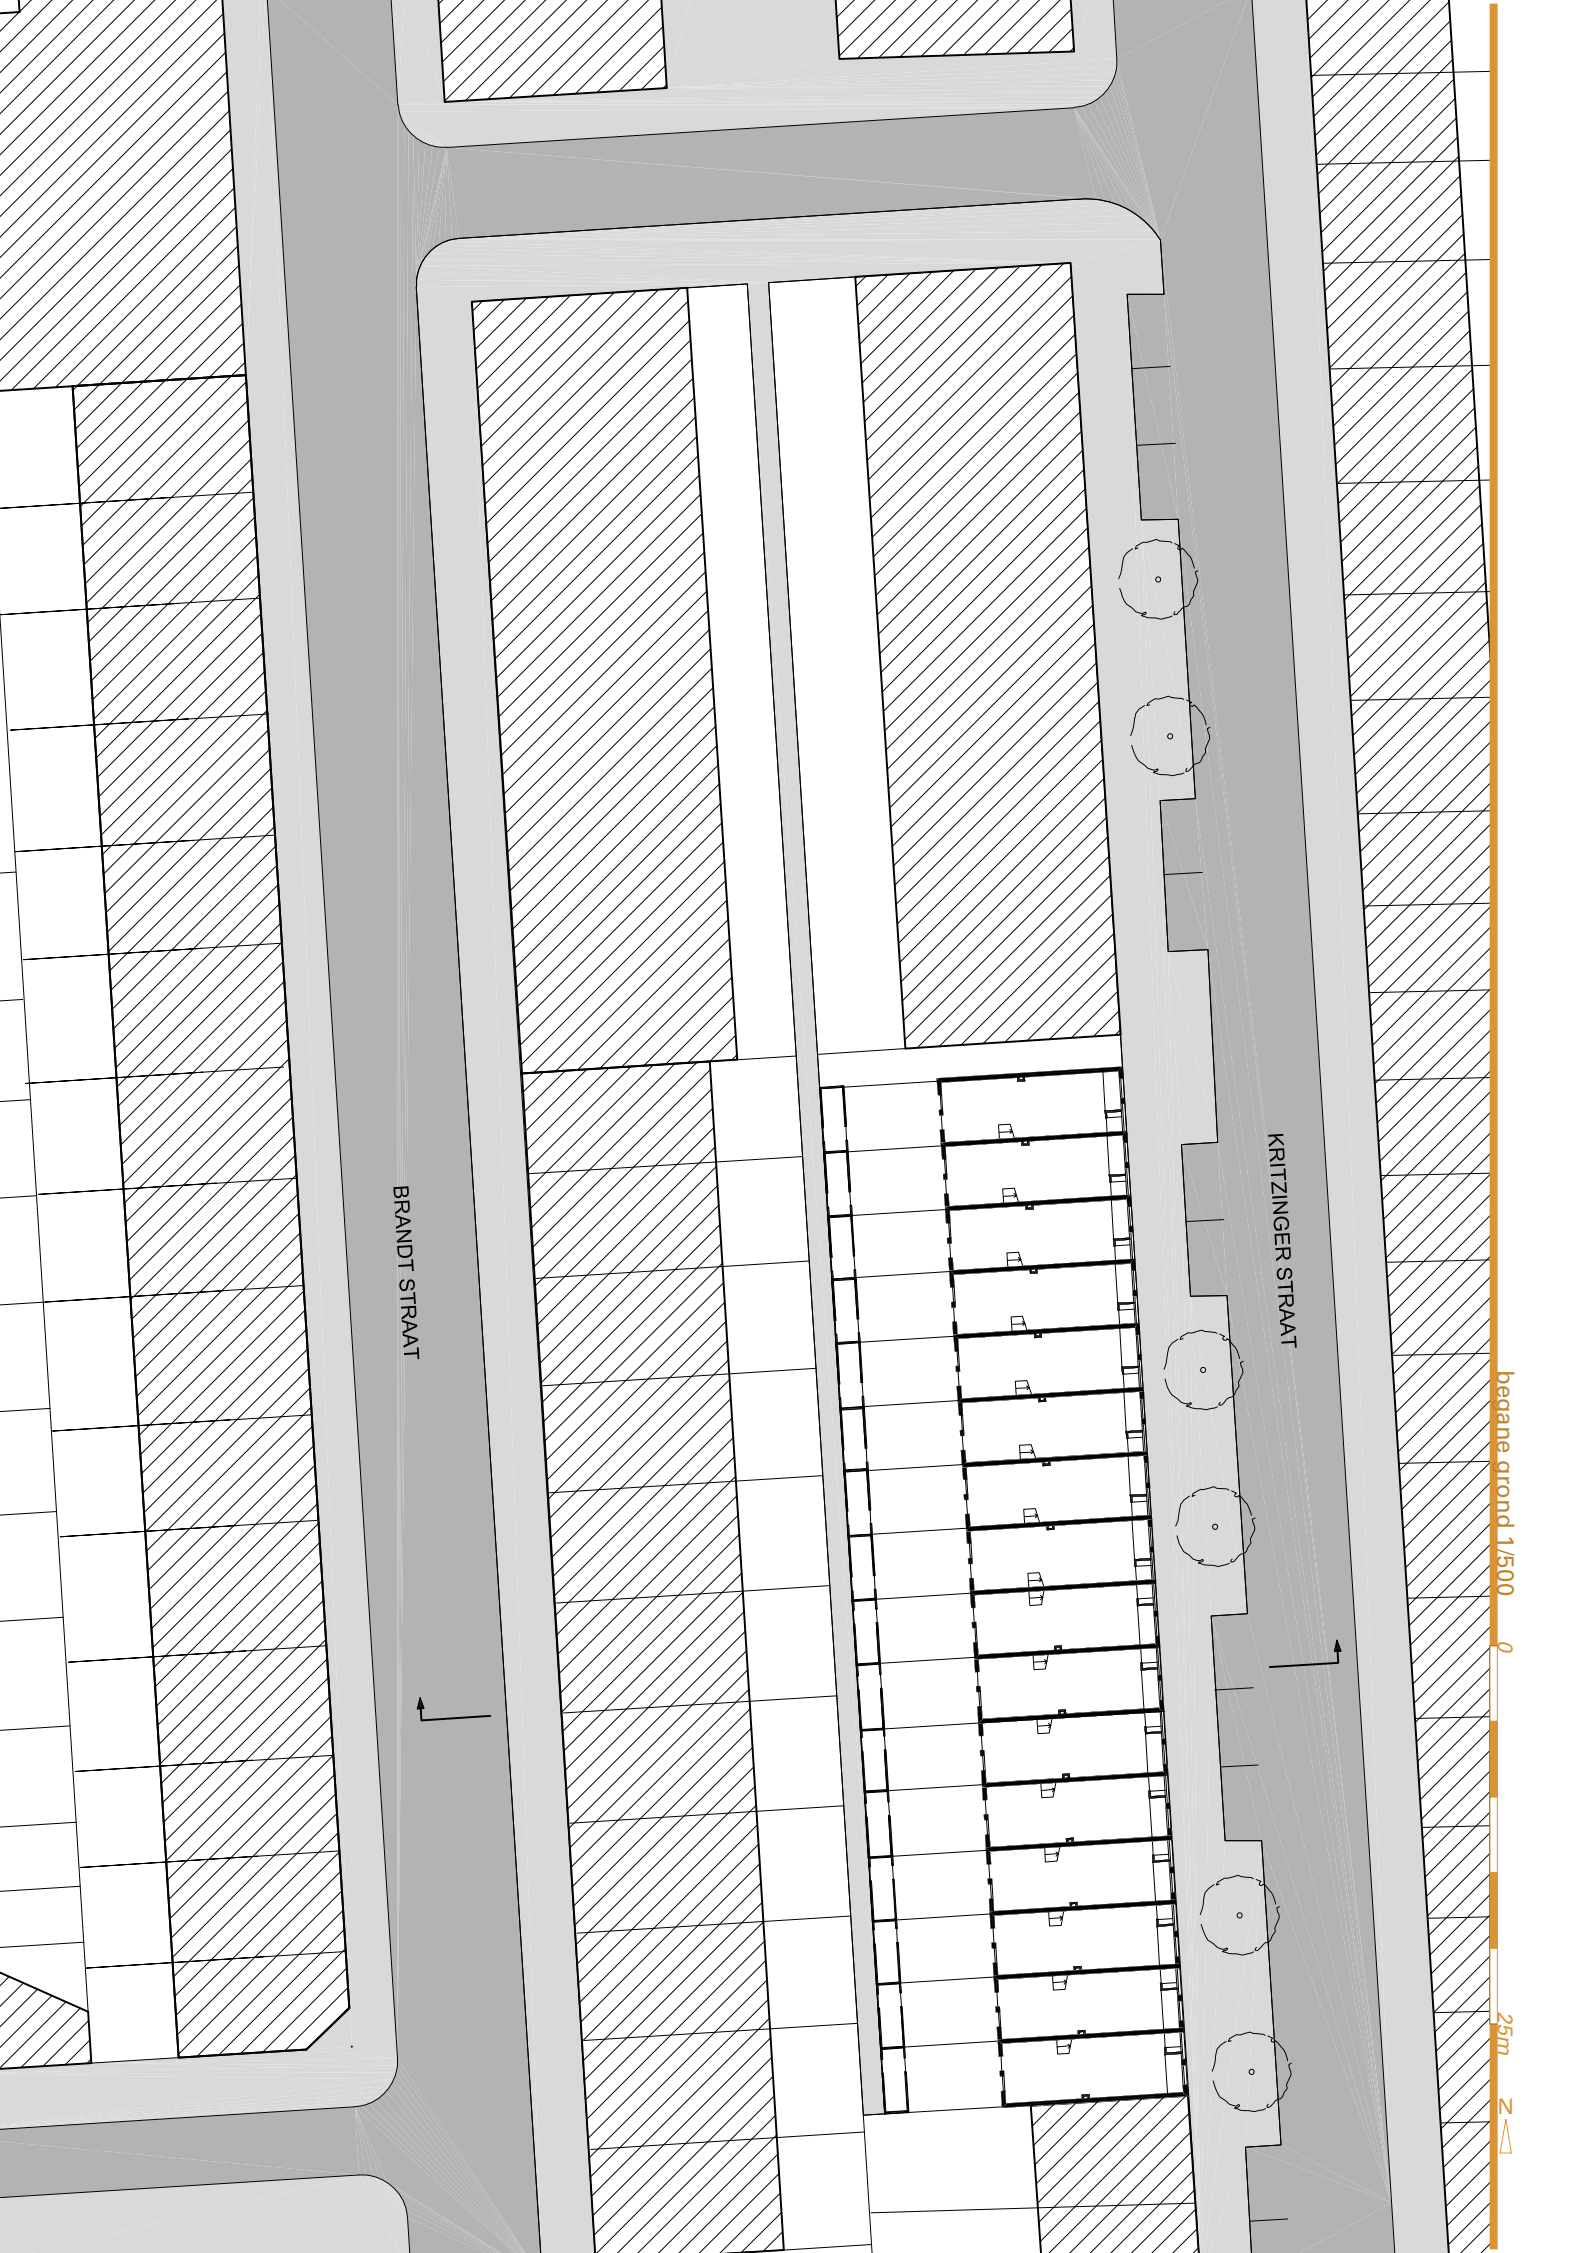 BRANDT STRAAT
KRITZINGER STRAAT
begane grond 1/500
0
25m
N